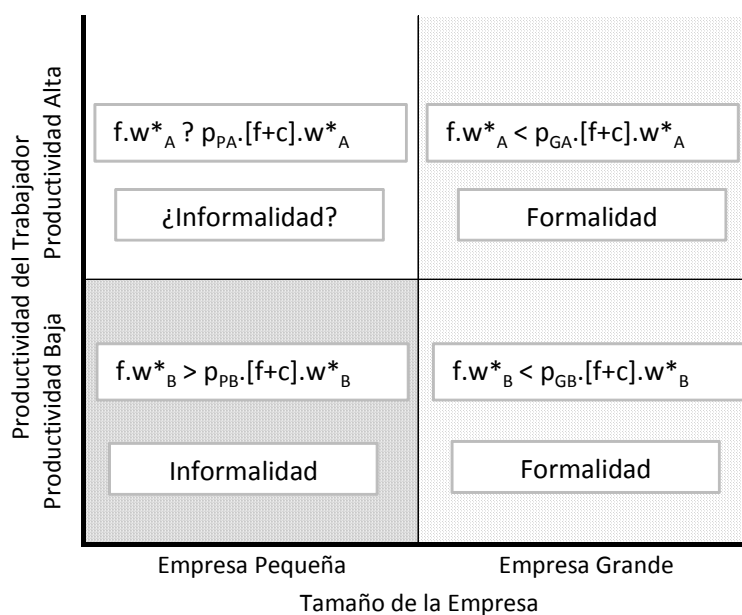 Productividad del Trabajador
Productividad Alta
Productividad Baja
f.w*A ? pPA.[f+c].w*A
¿Informalidad?
f.w*A < pGA.[f+c].w*A
Formalidad
f.w*B > pPB.[f+c].w*B
Informalidad
f.w*B < pGB.[f+c].w*B
Formalidad
Empresa Pequeña
Empresa Grande
Tamaño de la Empresa